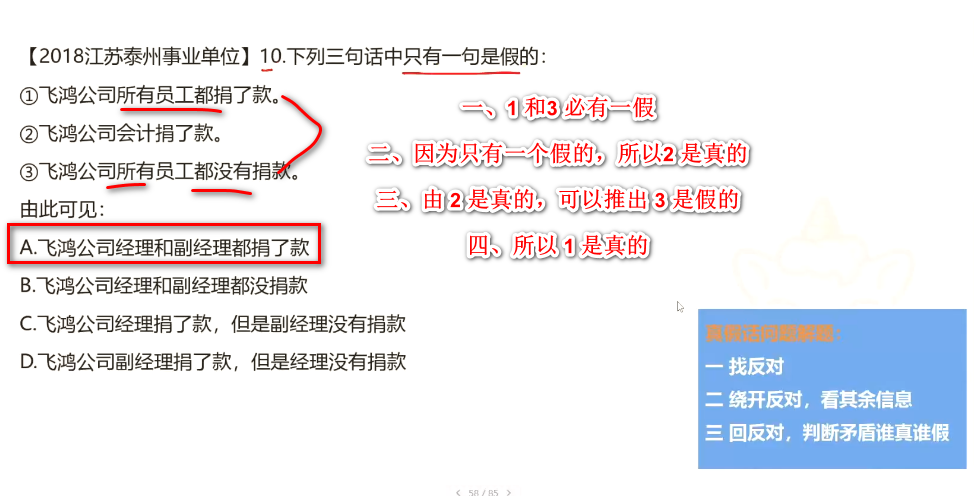 【2018江苏泰州事业单位】10.下列三句话中只有一句是假的：
①飞鸿公司所有员工都捐了款。
②飞鸿公司会计捐了款。
③飞鸿公司所有员工都没有捐款。
由此可见：
A.飞鸿公司经理和副经理都捐了款
B.飞鸿公司经理和副经理都没捐款
C.飞鸿公司经理捐了款，但是副经理没有捐款
D.飞鸿公司副经理捐了款，但是经理没有捐款
一、1 和3 必有一假
二、因为只有一个假的，所以2 是真的
三、由 2 是真的，可以推出 3 是假的
四、所以 1 是真的
真假话问题解题：
一 找反对
二 绕开反对，看其余信息
三 回反对，判断矛盾谁真谁假
58 / 85